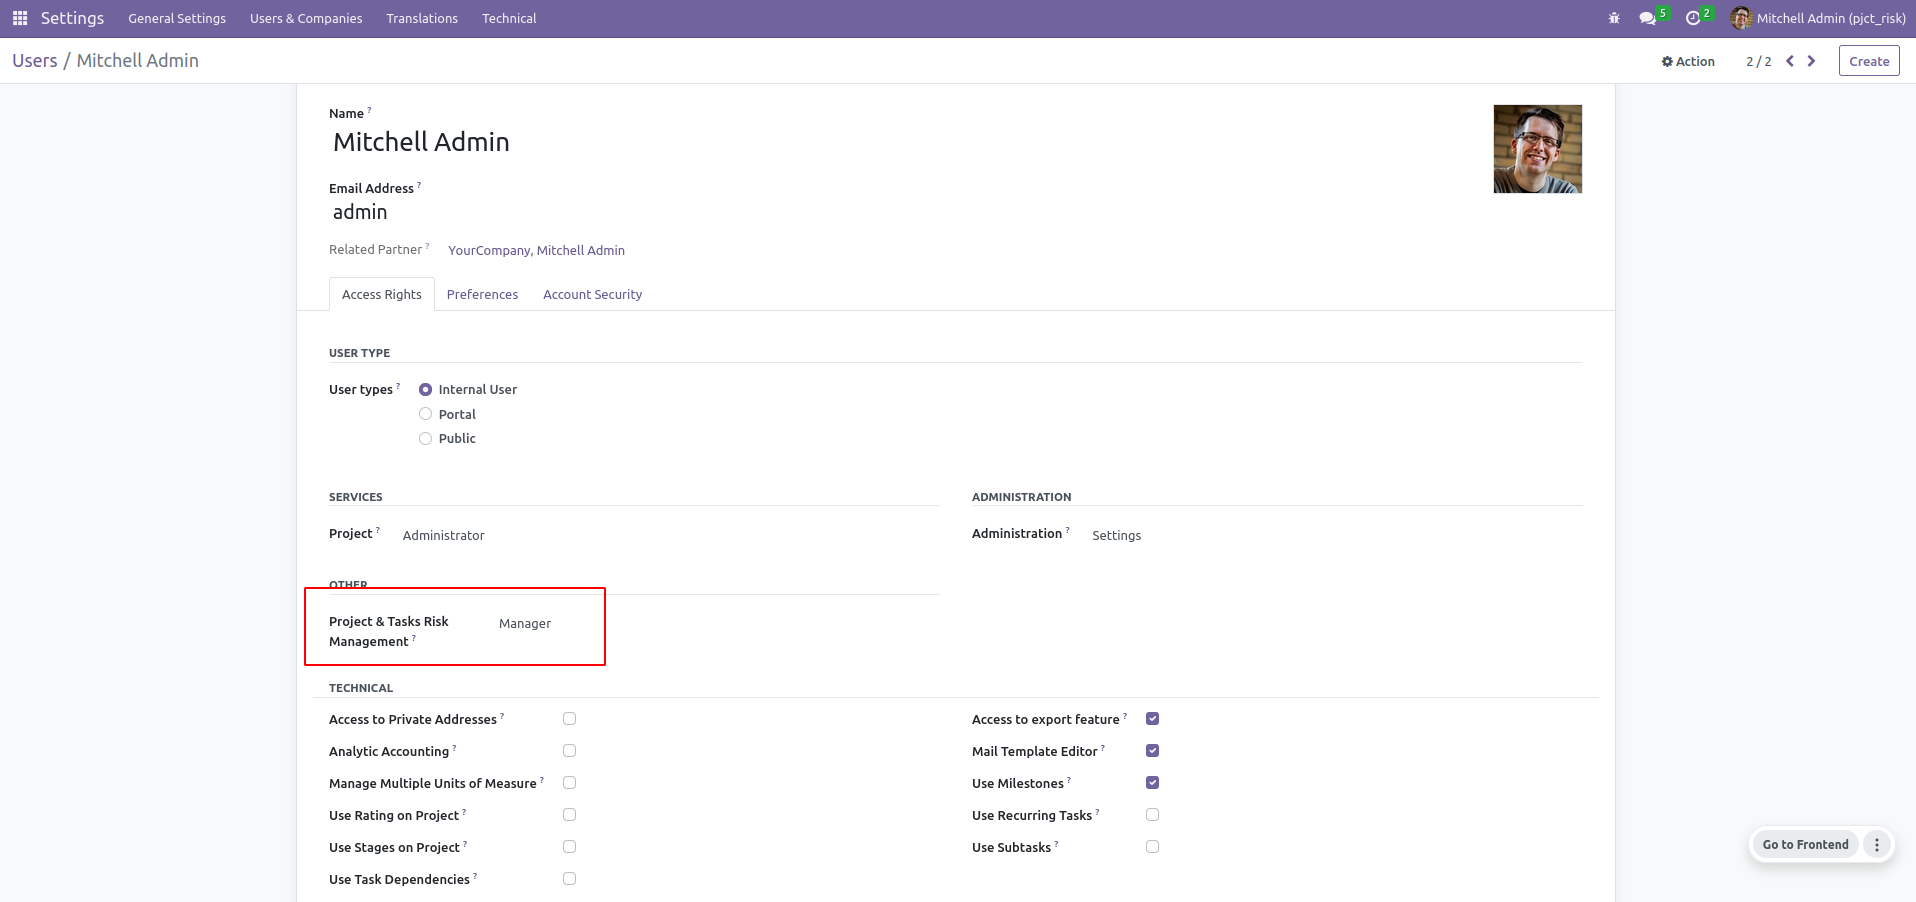 Settings General Settings Users & Companies Translations Technical 5 2 Mitchell Admin (pjct_risk)
Users / Mitchell Admin Action 2 / 2 Create
Name ?
Mitchell Admin
Email Address ?
admin
Related Partner ? YourCompany, Mitchell Admin
Access Rights Preferences Account Security
USER TYPE
User types ? Internal User
Portal
Public
SERVICES ADMINISTRATION
Project ? Administrator Administration ? Settings
OTHER
Project & Tasks Risk Manager
Management ?
TECHNICAL
Access to Private Addresses ? Access to export feature ?
Analytic Accounting ? Mail Template Editor ?
Manage Multiple Units of Measure ? Use Milestones ?
Use Rating on Project ? Use Recurring Tasks ?
Use Stages on Project ? Use Subtasks ?
Go to Frontend
Use Task Dependencies ?